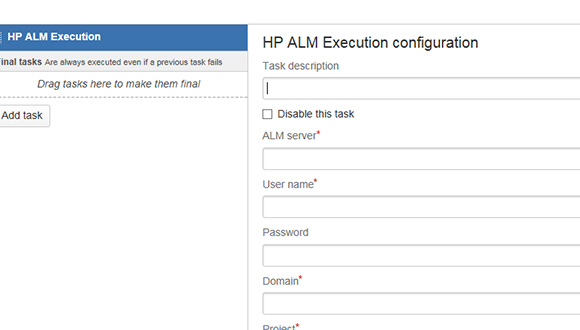 HP ALM Execution
Final tasks Are always executed even if a previous task fails
Drag tasks here to make them final
Add task
HP ALM Execution configuration
Task description
Disable this task
ALM server*
User name*
Password
Domain*
Project*